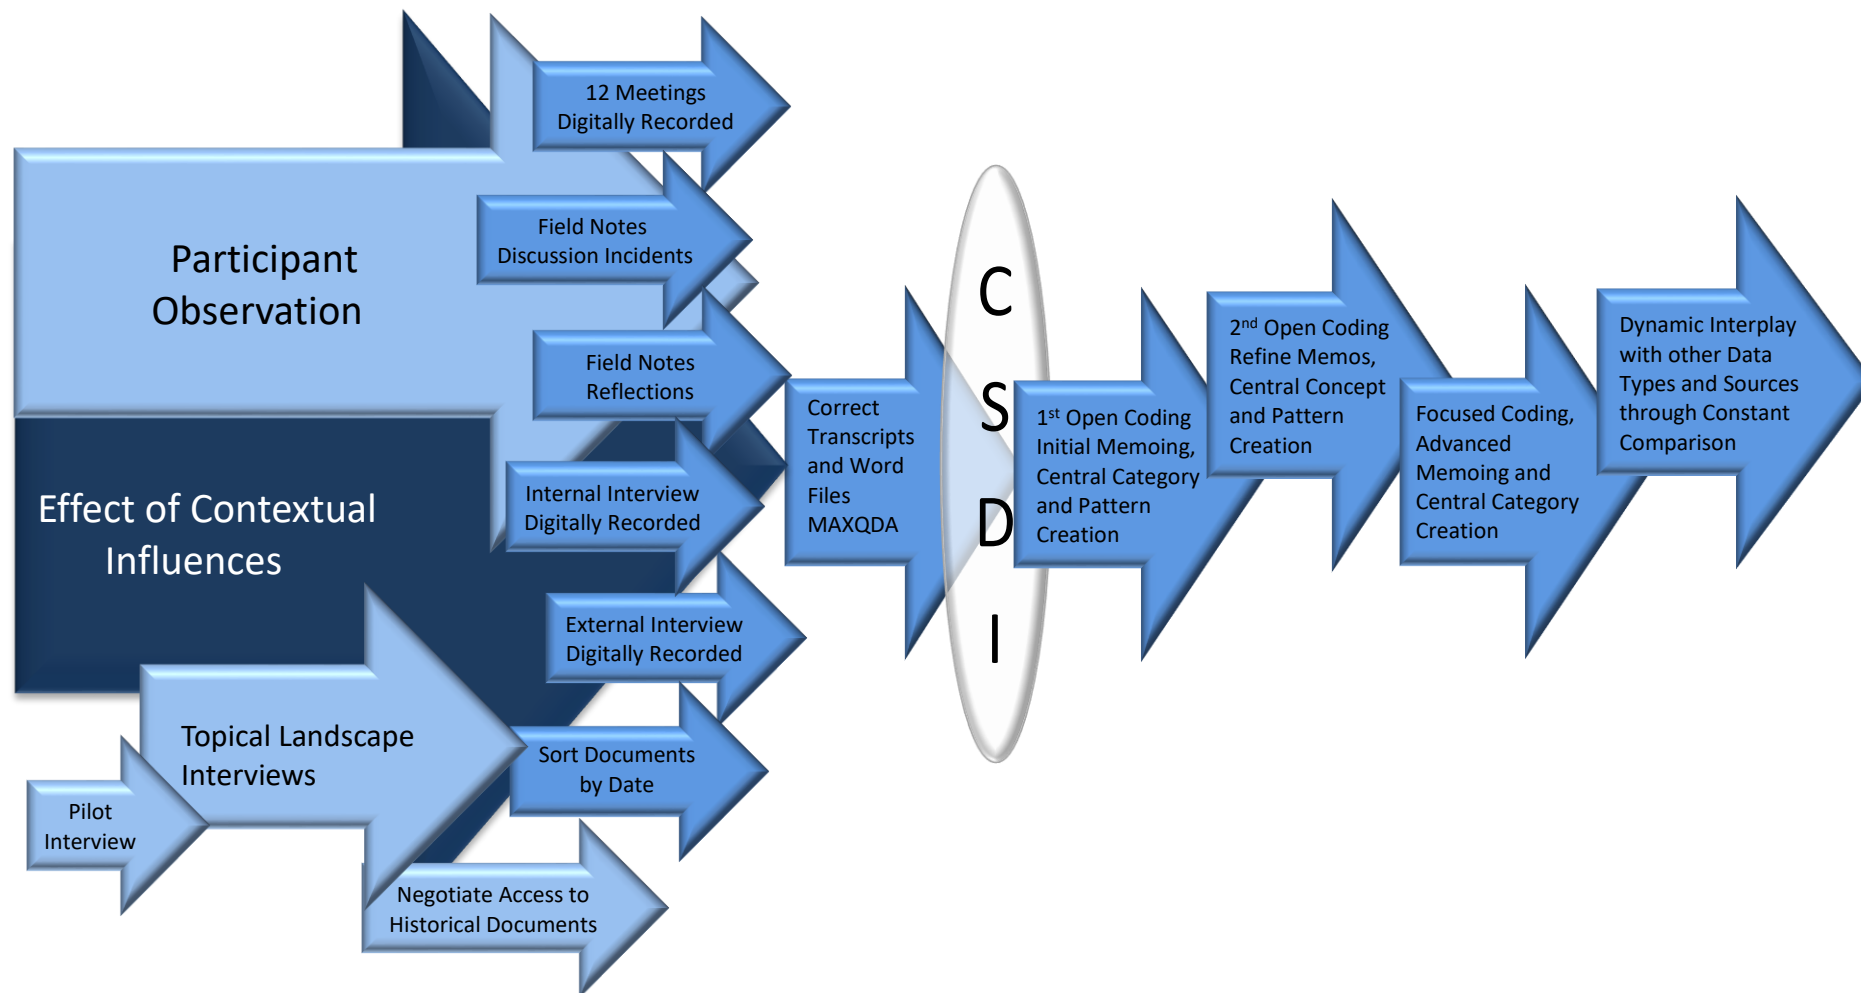 12 Meetings
Digitally Recorded
Participant
Observation
Field Notes
Discussion Incidents
Field Notes
Reflections
Effect of Contextual
Influences
Internal Interview
Digitally Recorded
External Interview
Digitally Recorded
Topical Landscape
Interviews
Sort Documents
by Date
Pilot
Interview
Negotiate Access to
Historical Documents
Correct
Transcripts
and Word
Files
MAXQDA
C
S
D
I
1st Open Coding
Initial Memoing,
Central Category
and Pattern
Creation
2nd Open Coding
Refine Memos,
Central Concept
and Pattern
Creation
Focused Coding,
Advanced
Memoing and
Central Category
Creation
Dynamic Interplay
with other Data
Types and Sources
through Constant
Comparison